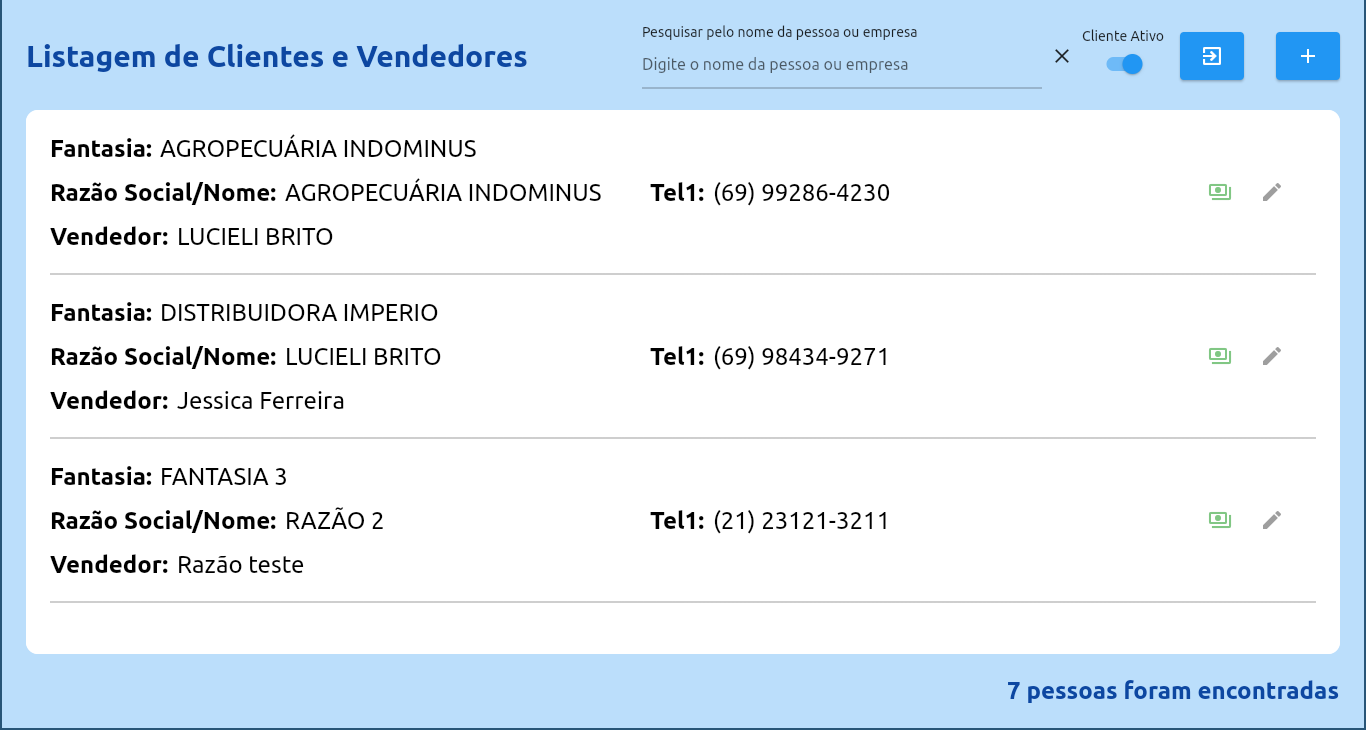 Listagem de Clientes e Vendedores
Pesquisar pelo nome da pessoa ou empresa
Digite o nome da pessoa ou empresa
Cliente Ativo
Fantasia: AGROPECUÁRIA INDOMINUS
Razão Social/Nome: AGROPECUÁRIA INDOMINUS Tel1: (69) 99286-4230
Vendedor: LUCIELI BRITO
Fantasia: DISTRIBUIDORA IMPERIO
Razão Social/Nome: LUCIELI BRITO Tel1: (69) 98434-9271
Vendedor: Jessica Ferreira
Fantasia: FANTASIA 3
Razão Social/Nome: RAZÃO 2 Tel1: (21) 23121-3211
Vendedor: Razão teste
7 pessoas foram encontradas